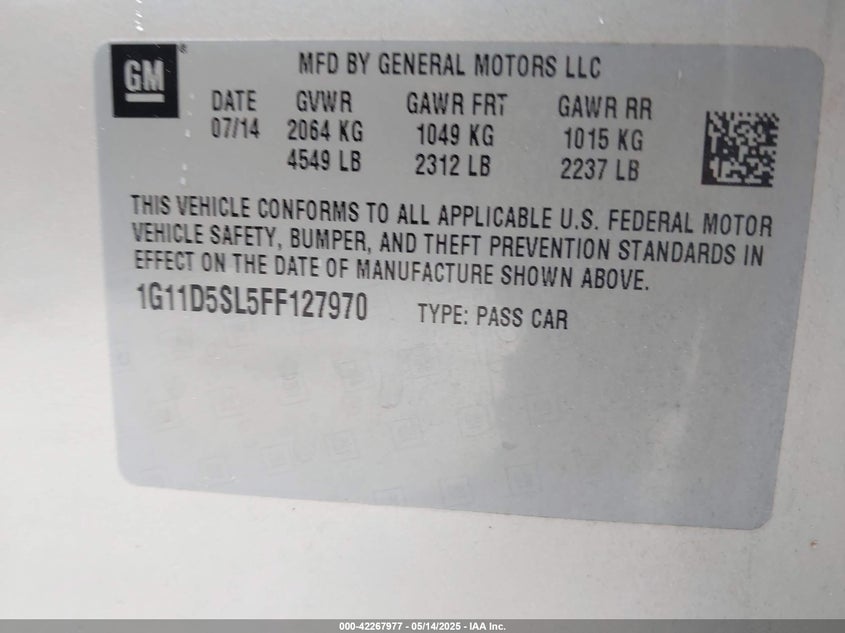 GM®
MFD BY GENERAL MOTORS LLC
DATE GVWR GAWR FRT GAWR RR
07/14 2064 KG 1049 KG 1015 KG
4549 LB 2312 LB 2237 LB
THIS VEHICLE CONFORMS TO ALL APPLICABLE U.S. FEDERAL MOTOR
VEHICLE SAFETY, BUMPER, AND THEFT PREVENTION STANDARDS IN
EFFECT ON THE DATE OF MANUFACTURE SHOWN ABOVE.
1G11D5SL5FF127970 TYPE: PASS CAR
000-42267977 - 05/14/2025 - IAA Inc.